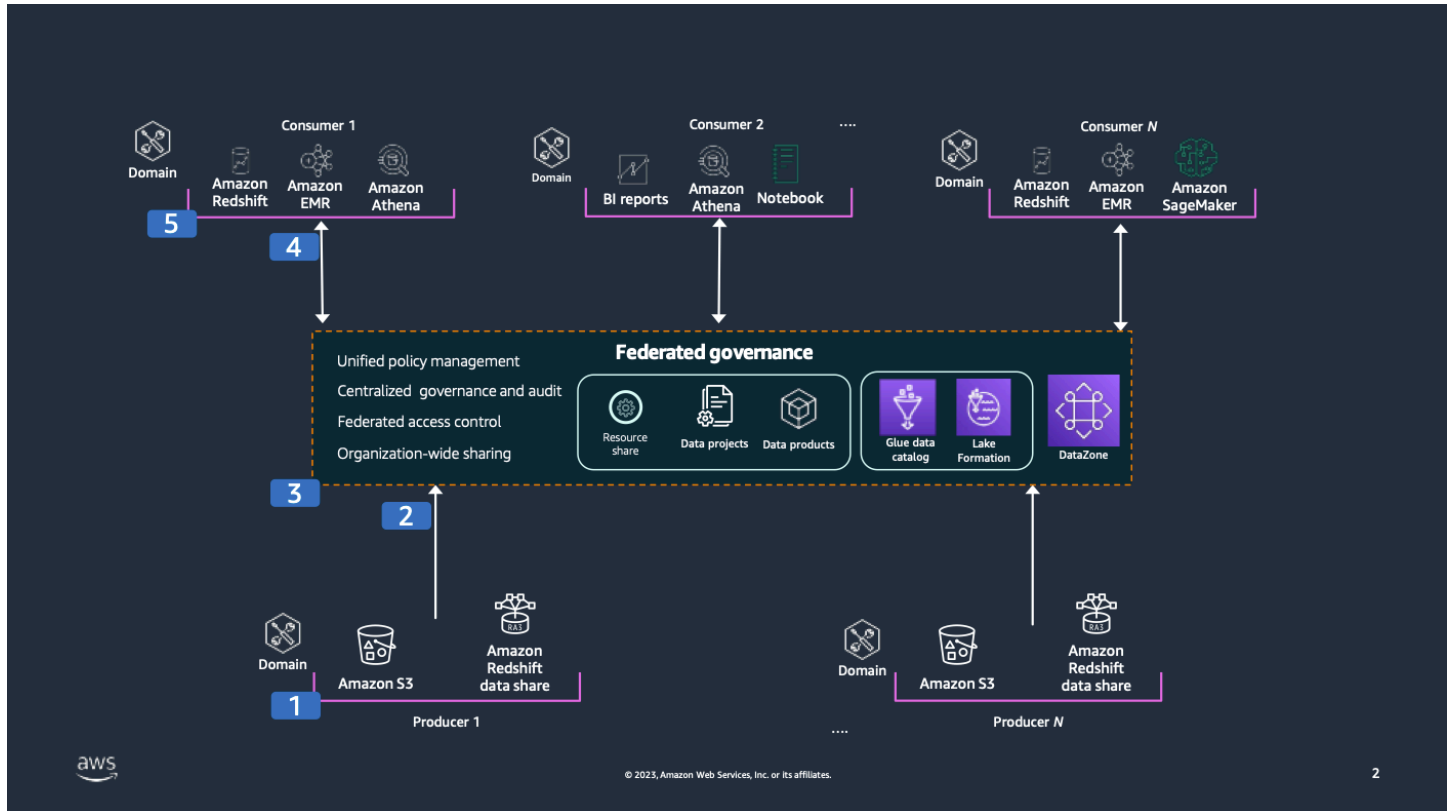 Consumer 1
Domain
Amazon
Redshift
Amazon
EMR
Amazon
Athena
5
4
Consumer 2
....
Domain
BI reports
Amazon
Athena
Notebook
Consumer N
Domain
Amazon
Redshift
Amazon
EMR
Amazon
SageMaker
Federated governance
Unified policy management
Centralized governance and audit
Federated access control
Organization-wide sharing
Resource
share
Data projects
Data products
Glue data
catalog
Lake
Formation
DataZone
3
2
Domain
Amazon S3
RA3
Amazon
Redshift
data share
1
Producer 1
....
Domain
Amazon S3
RA3
Amazon
Redshift
data share
Producer N
aws
© 2023, Amazon Web Services, Inc. or its affiliates.
2